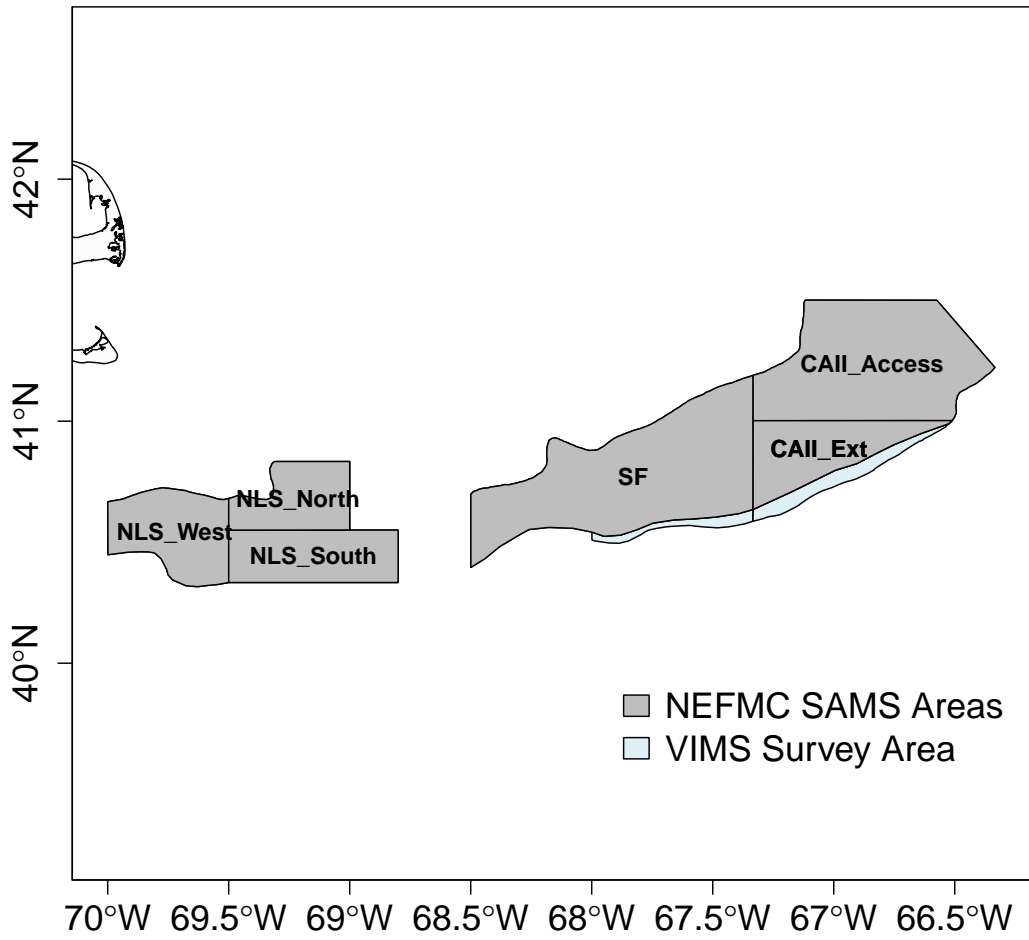 42°N
41°N
40°N
CAII_Access
CAII_Ext
SF
NLS_North
NLS_West
NLS_South
NEFMC SAMS Areas
VIMS Survey Area
70°W 69.5°W 69°W 68.5°W 68°W 67.5°W 67°W 66.5°W